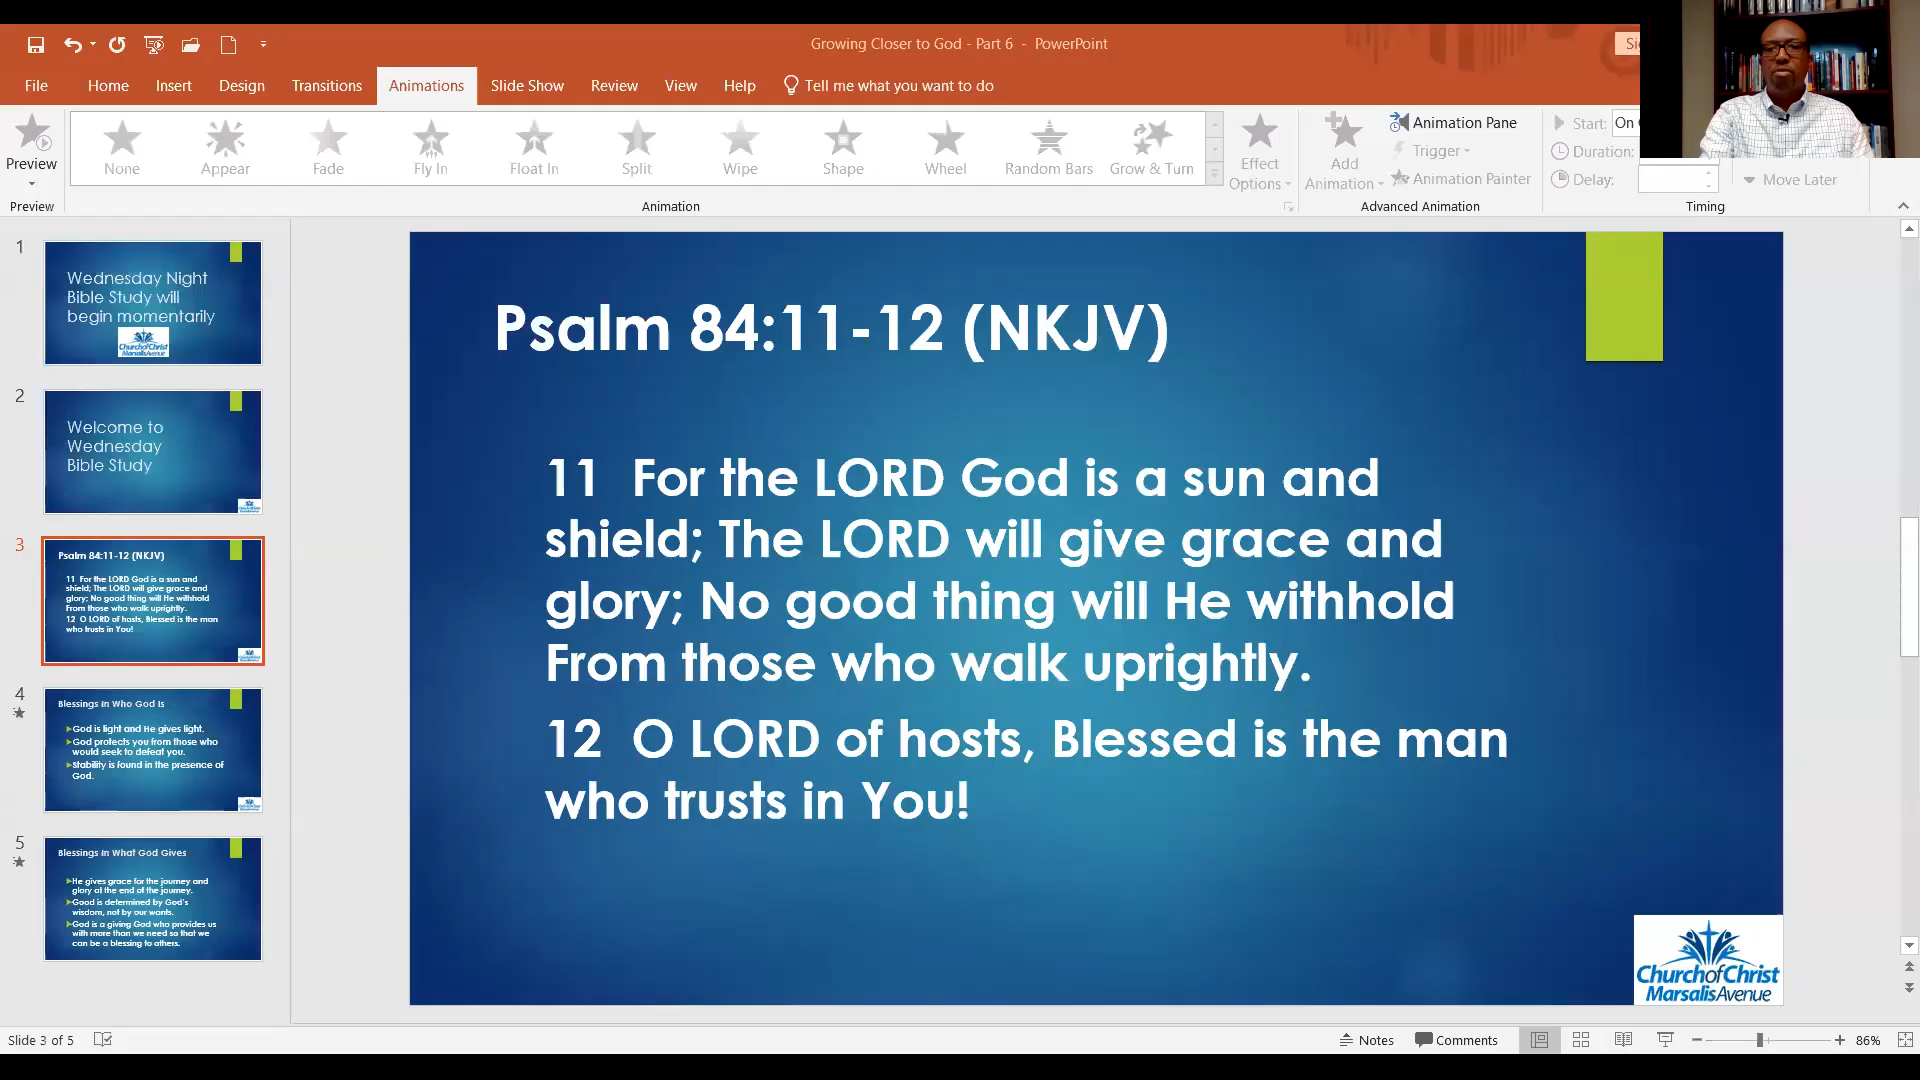 Growing Closer to God - Part 6 - PowerPoint
File Home Insert Design Transitions Animations Slide Show Review View Help Tell me what you want to do
Preview
None Appear Fade Fly In Float In Split Wipe Shape Wheel Random Bars Grow & Turn
Effect Options
Add Animation
Animation Pane
Trigger
Animation Painter
Start: On
Duration:
Delay:
Move Later
Preview Animation Advanced Animation Timing
1
Wednesday Night
Bible Study will
begin momentarily
Church of Christ
Marsalis Avenue
2
Welcome to
Wednesday
Bible Study
3
Psalm 84:11-12 (NKJV)
11 For the LORD God is a sun and
shield; The LORD will give grace and
glory; No good thing will He withhold
From those who walk uprightly.
12 O LORD of hosts, Blessed is the man
who trusts in You!
4
Blessings In Who God Is
God is light and He gives light.
God protects you from those who
would seek to defeat you.
Stability is found in the presence of
God.
5
Blessings In What God Gives
He gives grace for the journey and
glory at the end of the journey.
Good is determined by God's
wisdom, not by our wants.
God is a giving God who provides us
with more than we need so that we
can be a blessing to others.
Psalm 84:11-12 (NKJV)
11 For the LORD God is a sun and
shield; The LORD will give grace and
glory; No good thing will He withhold
From those who walk uprightly.
12 O LORD of hosts, Blessed is the man
who trusts in You!
Church of Christ
Marsalis Avenue
Slide 3 of 5 Notes Comments 86%